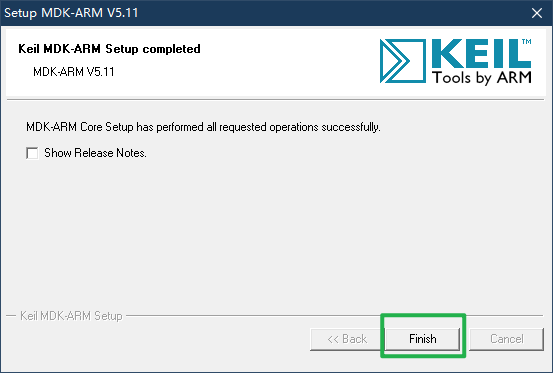 Setup MDK-ARM V5.11
Keil MDK-ARM Setup completed
MDK-ARM V5.11
KEIL™
Tools by ARM
MDK-ARM Core Setup has performed all requested operations successfully.
Show Release Notes.
Keil MDK-ARM Setup
<< Back
Finish
Cancel